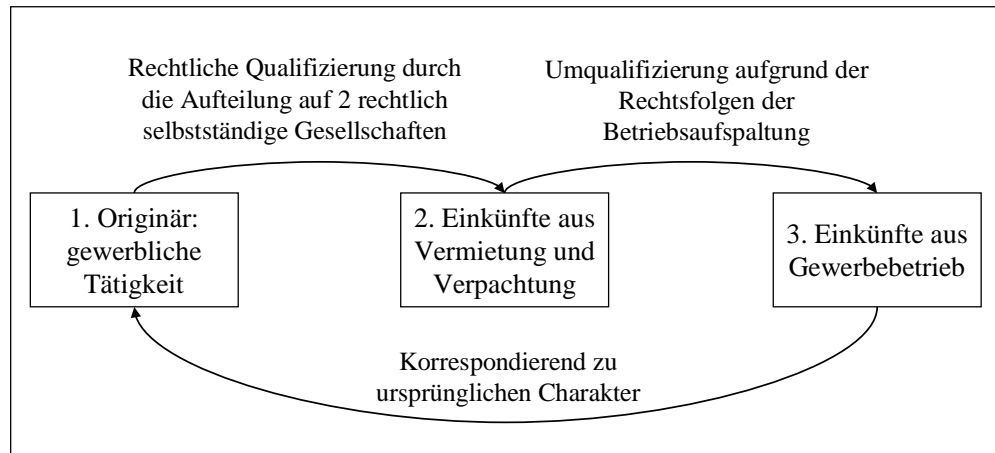 Rechtliche Qualifizierung durch
die Aufteilung auf 2 rechtlich
selbstständige Gesellschaften
Umqualifizierung aufgrund der
Rechtsfolgen der
Betriebsaufspaltung
1. Originär:
gewerbliche
Tätigkeit
2. Einkünfte aus
Vermietung und
Verpachtung
3. Einkünfte aus
Gewerbebetrieb
Korrespondierend zu
ursprünglichen Charakter